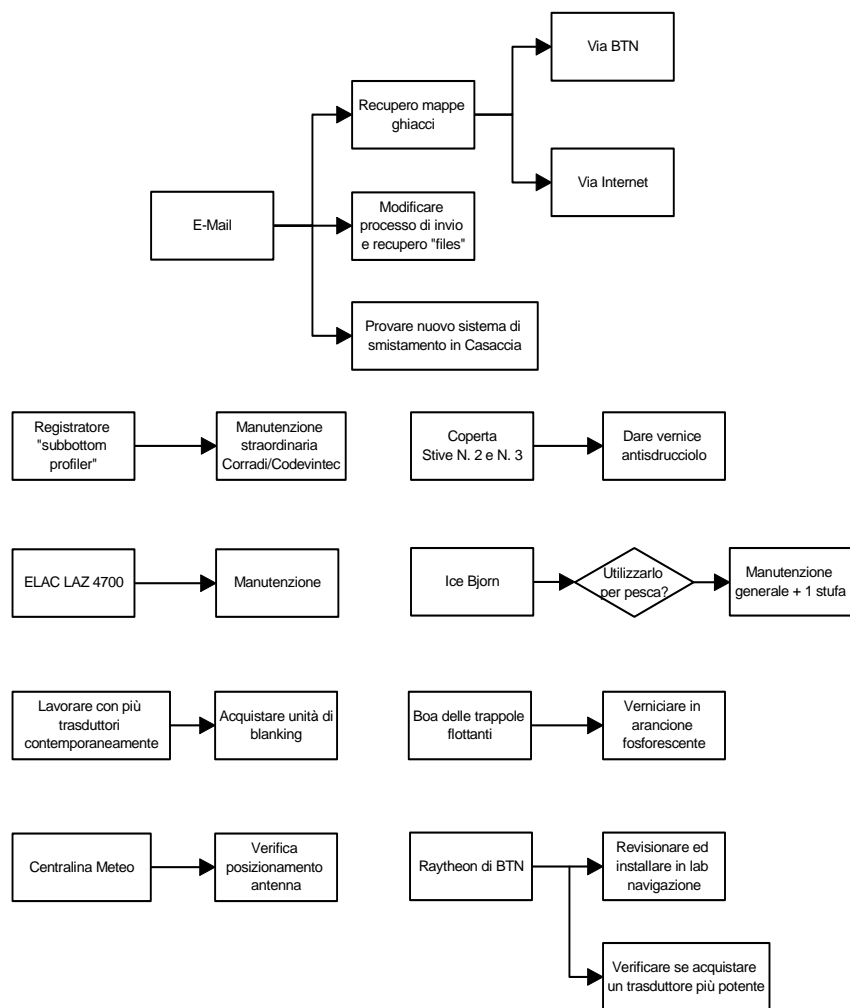 Via BTN
Recupero mappe
ghiacci
Via Internet
E-Mail
Modificare
processo di invio
e recupero "files"
Provare nuovo sistema di
smistamento in Casaccia
Registratore
"subbottom
profiler"
Manutenzione
straordinaria
Corradi/Codevintec
Coperta
Stive N. 2 e N. 3
Dare vernice
antisdrucciolo
ELAC LAZ 4700
Manutenzione
Ice Bjorn
Utilizzarlo
per pesca?
Manutenzione
generale + 1 stufa
Lavorare con più
trasduttori
contemporaneamente
Acquistare unità di
blanking
Boa delle trappole
flottanti
Verniciare in
arancione
fosforescente
Centralina Meteo
Verifica
posizionamento
antenna
Raytheon di BTN
Revisionare ed
installare in lab
navigazione
Verificare se acquistare
un trasduttore più potente